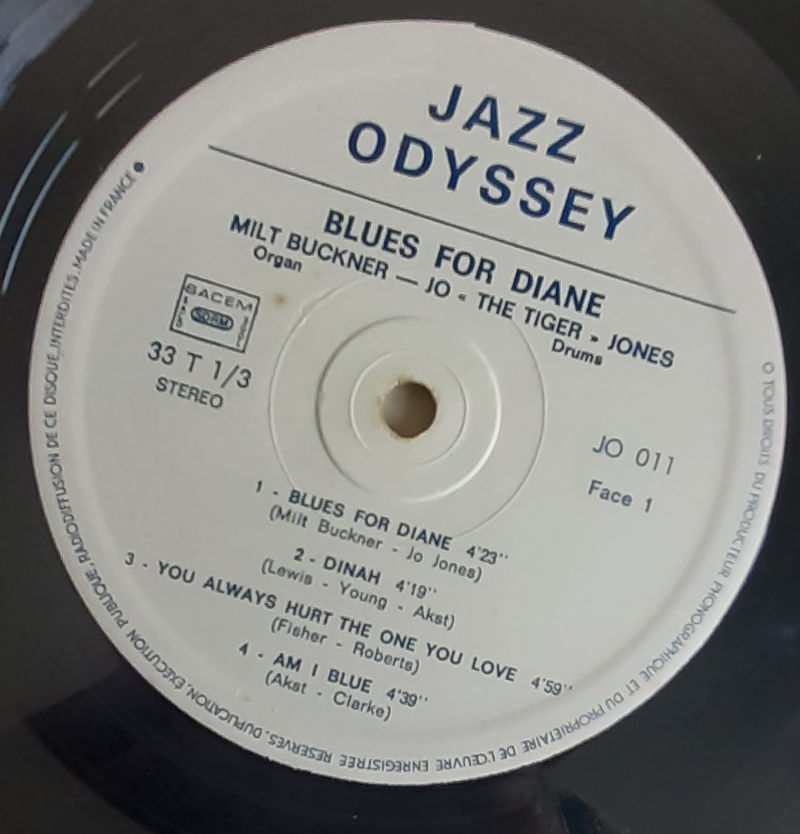 JAZZ
ODYSSEY
BLUES FOR DIANE
MILT BUCKNER — JO « THE TIGER » JONES
Organ
Drums
SACEM
SDRM
33 T 1/3
STEREO
JO 011
Face 1
1 - BLUES FOR DIANE 4'23''
(Milt Buckner - Jo Jones)
2 - DINAH 4'19''
(Lewis - Young - Akst)
3 - YOU ALWAYS HURT THE ONE YOU LOVE 4'59''
(Fisher - Roberts)
4 - AM I BLUE 4'39''
(Akst - Clarke)
O TOUS DROITS DU PRODUCTEUR PHONOGRAPHIQUE ET DU PROPRIETAIRE DE L'ŒUVRE ENREGISTREE RESERVES, DUPLICATION, EXECUTION PUBLIQUE, RADIODIFFUSION DE CE DISQUE, INTERDITES. MADE IN FRANCE ●